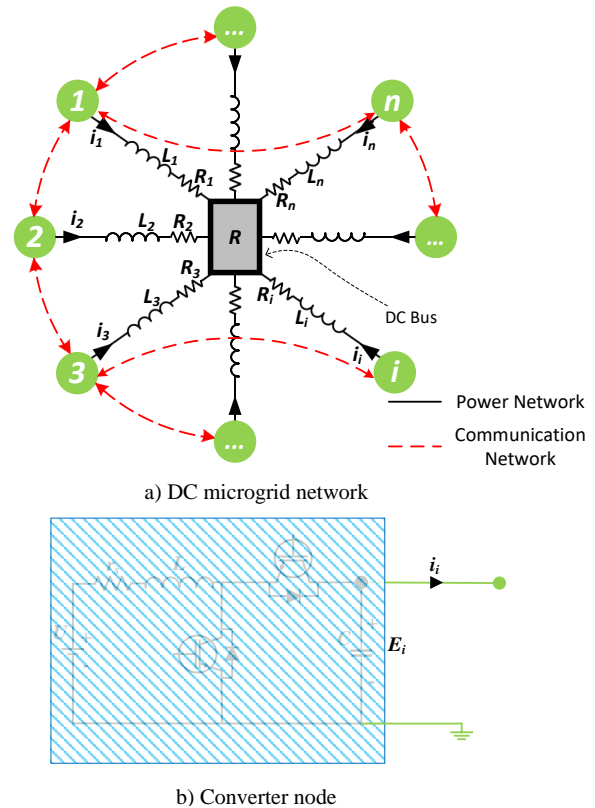 ...
1
n
i₁
L₁
R₁
iₙ
Lₙ
Rₙ
2
i₂
L₂
R₂
R
...
R₃
L₃
i₃
3
Rᵢ
Lᵢ
iᵢ
i
DC Bus
...
Power Network
Communication
Network
a) DC microgrid network
L
iᵢ
U
+
-
C
+
-
Eᵢ
b) Converter node